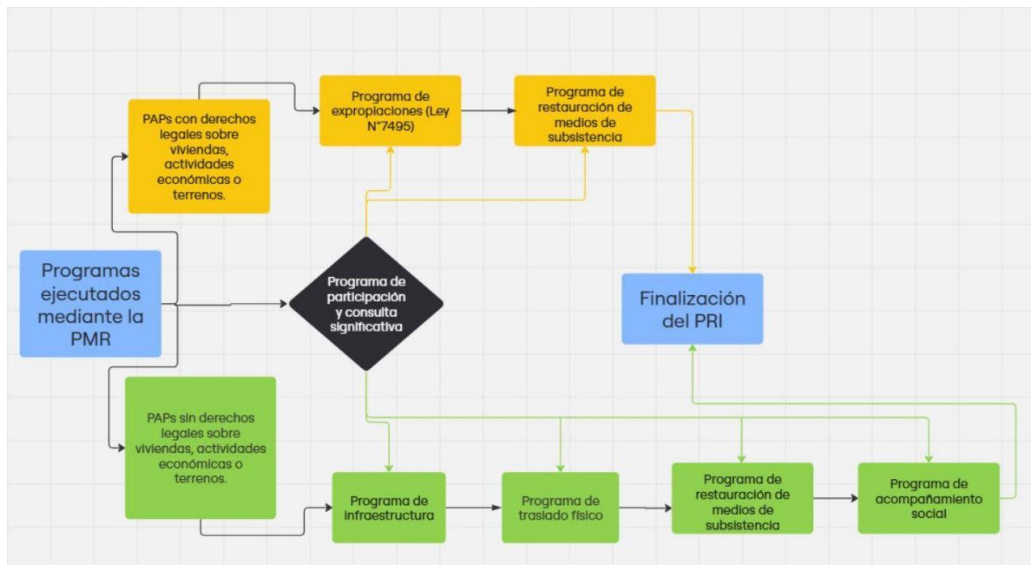 PAPs con derechos
legales sobre
viviendas,
actividades
económicas o
terrenos.
Programa de
expropiaciones (Ley
N°7495)
Programa de
restauración de
medios de
subsistencia
Programas
ejecutados
mediante la
PMR
Programa de
participación
y consulta
significativa
Finalización
del PRI
PAPs sin derechos
legales sobre
viviendas, actividades
económicas o
terrenos.
Programa de
infraestructura
Programa de
traslado físico
Programa de
restauración de
medios de
subsistencia
Programa de
acompañamiento
social